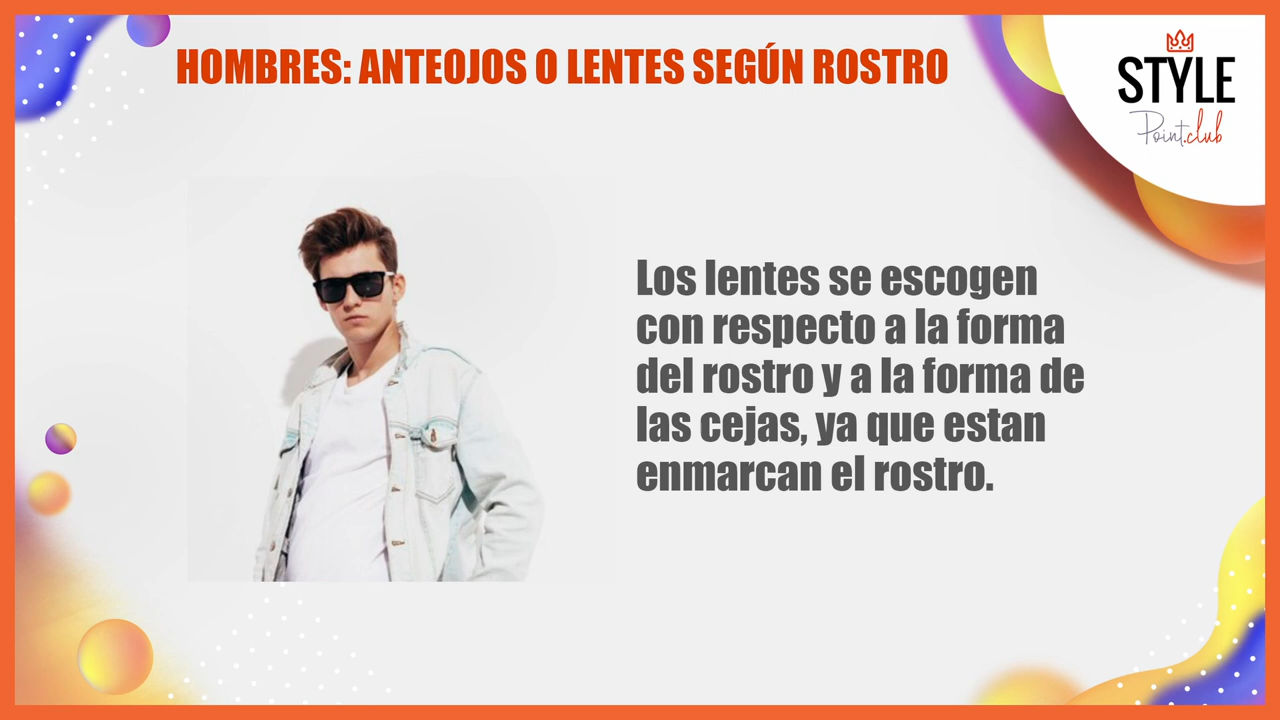 HOMBRES: ANTEOJOS O LENTES SEGÚN ROSTRO
STYLE
Point.club
Los lentes se escogen
con respecto a la forma
del rostro y a la forma de
las cejas, ya que estan
enmarcan el rostro.